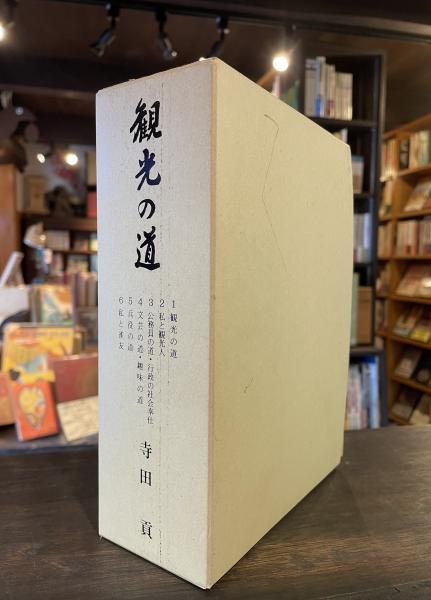 観光の道
1 観光の道
2 私と観光人
3 公務員の道・行政の社会奉仕
4 文芸の道・趣味の道
5 兵役の道
6 私と雀友
寺田 貢